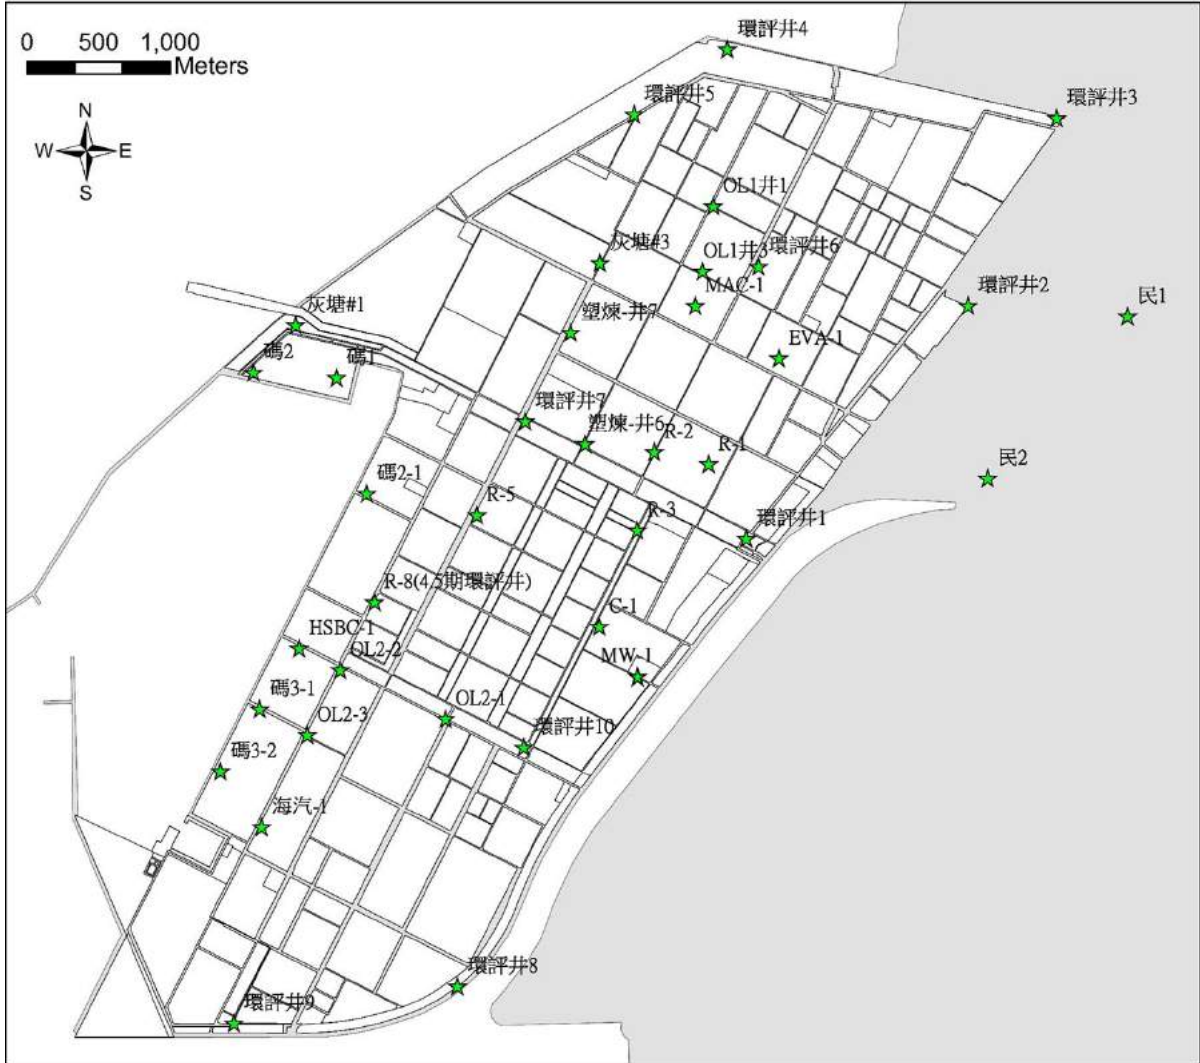 環評井4
0 500 1,000
Meters
環評井5
環評井3
N
W E
S
OL1井1
灰塘#3
OL1井3
環評井6
MAC-1
環評井2
灰塘#1
民1
塑煉-井7
EVA-1
碼2
碼1
環評井7
塑煉-井6
R-2
R-1
民2
碼2-1
R-5
R-3
環評井1
R-8(4.5期環評井)
C-1
HSBC-1
OL2-2
MW-1
碼3-1
OL2-3
OL2-1
環評井10
碼3-2
海汽-1
環評井8
環評井9